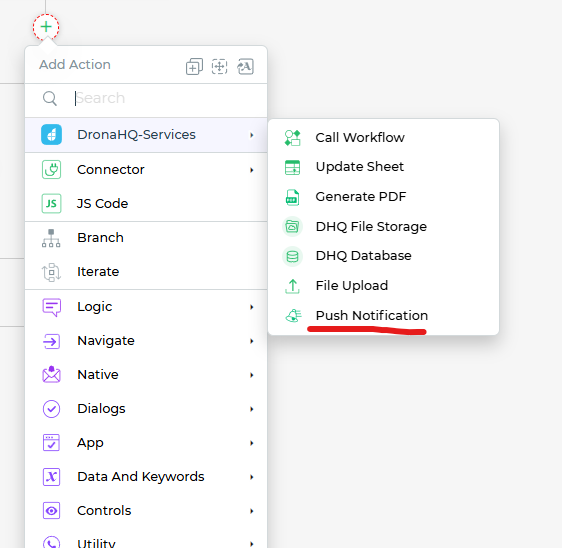 Add Action
Search
DronaHQ-Services
Connector
JS
JS Code
Branch
Iterate
Logic
Navigate
Native
Dialogs
App
Data And Keywords
Controls
Utility
Call Workflow
Update Sheet
Generate PDF
DHQ File Storage
DHQ Database
File Upload
Push Notification